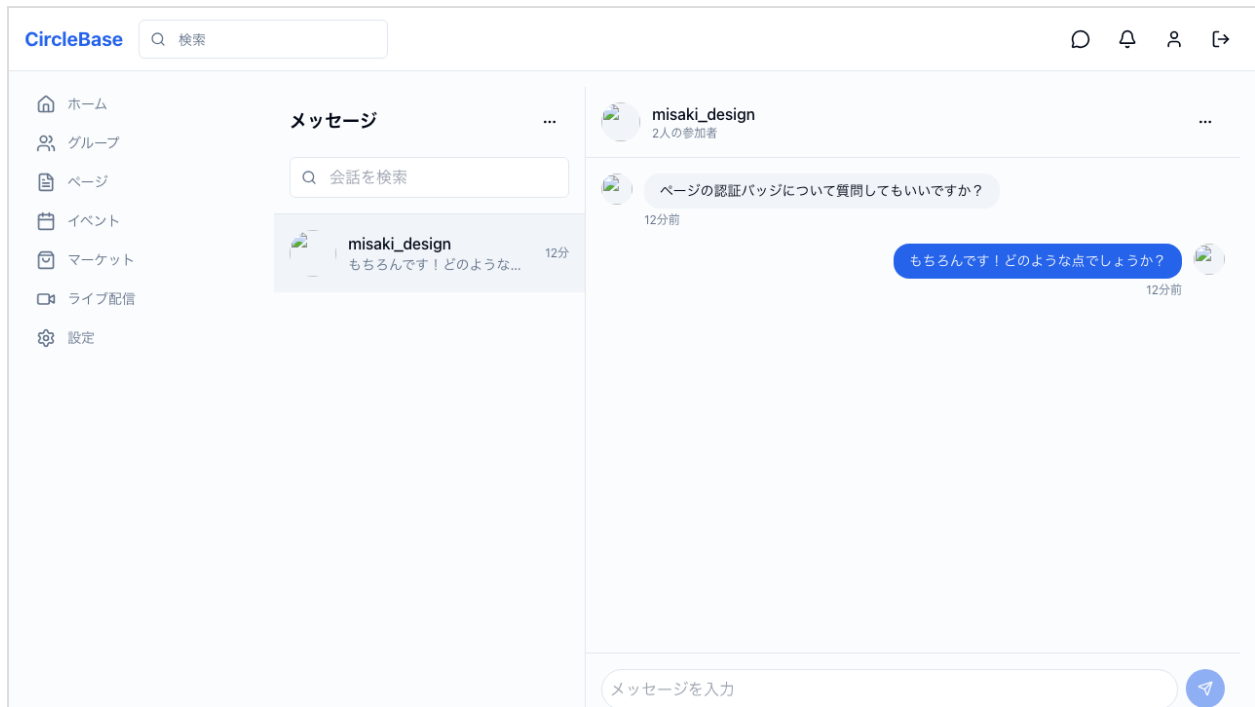 CircleBase
検索
ホーム
グループ
ページ
イベント
マーケット
ライブ配信
設定
メッセージ
会話を検索
misaki_design
もちろんです！どのような...
12分
misaki_design
2人の参加者
ページの認証バッジについて質問してもいいですか？
12分前
もちろんです！どのような点でしょうか？
12分前
メッセージを入力